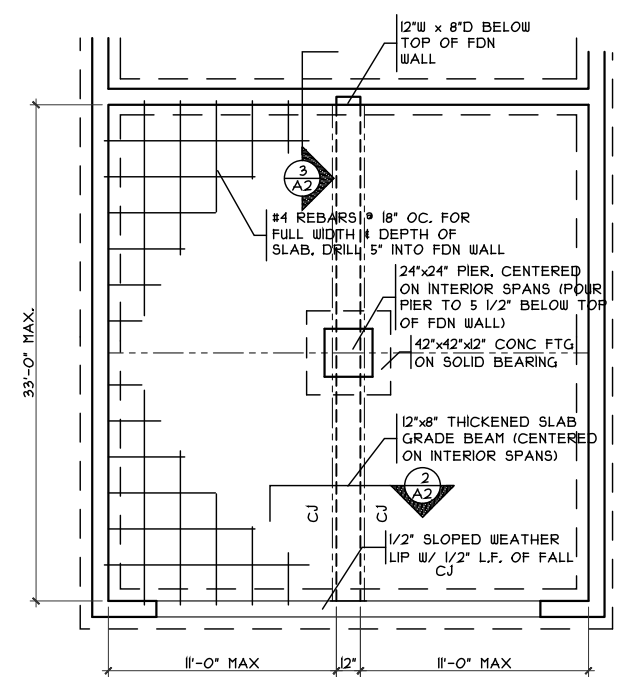 12"W x 8"D BELOW
TOP OF FDN
WALL
3
A2
#4 REBARS @ 18" OC. FOR
FULL WIDTH & DEPTH OF
SLAB. DRILL 5" INTO FDN WALL
24"x24" PIER. CENTERED
ON INTERIOR SPANS (POUR
PIER TO 5 1/2" BELOW TOP
OF FDN WALL)
42"x42"x12" CONC FTG
ON SOLID BEARING
33'-0" MAX.
12"x8" THICKENED SLAB
GRADE BEAM (CENTERED
ON INTERIOR SPANS)
2
A2
CJ
CJ
1/2" SLOPED WEATHER
LIP W/ 1/2" L.F. OF FALL
CJ
11'-0" MAX
12"
11'-0" MAX